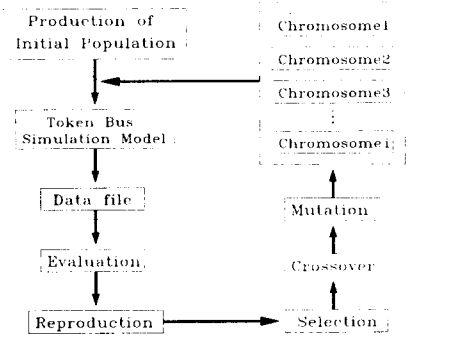 Production of
Initial Population
Token Bus
Simulation Model
Data file
Evaluation
Reproduction
Chromosome1
Chromosome2
Chromosome3
⋮
Chromosomei
Mutation
Crossover
Selection